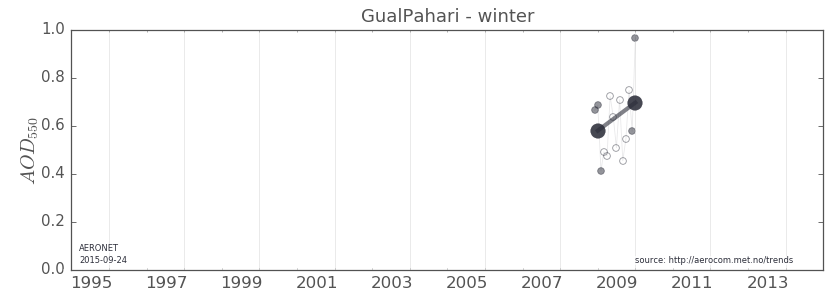 GualPahari - winter
1.0
0.8
0.6
0.4
0.2
0.0
AOD550
AERONET
2015-09-24
source: http://aerocom.met.no/trends
1995 1997 1999 2001 2003 2005 2007 2009 2011 2013